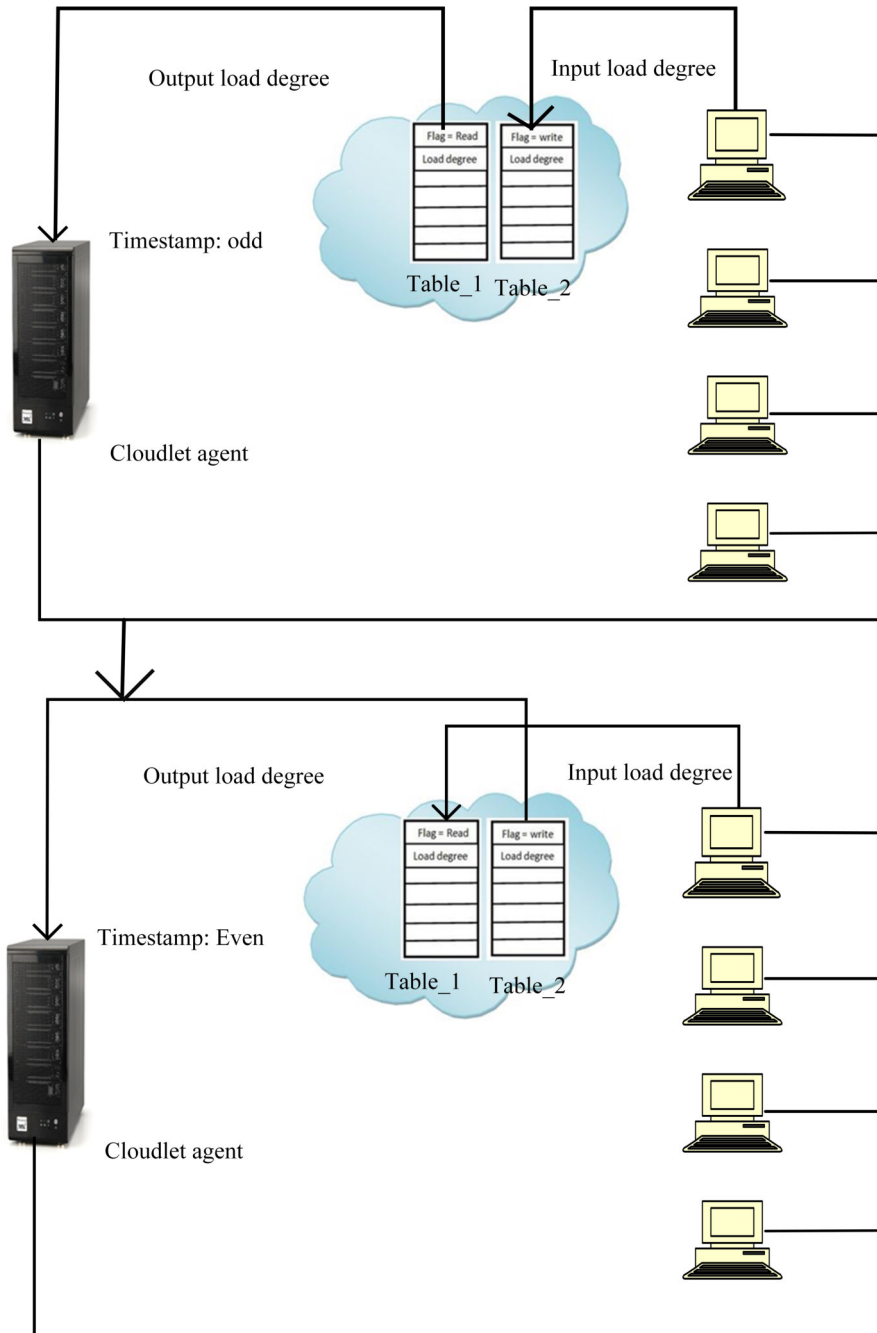 Output load degree
Input load degree
Flag = Read
Flag = write
Load degree
Load degree
Timestamp: odd
Table_1
Table_2
Cloudlet agent
Output load degree
Input load degree
Flag = Read
Flag = write
Load degree
Load degree
Timestamp: Even
Table_1
Table_2
Cloudlet agent